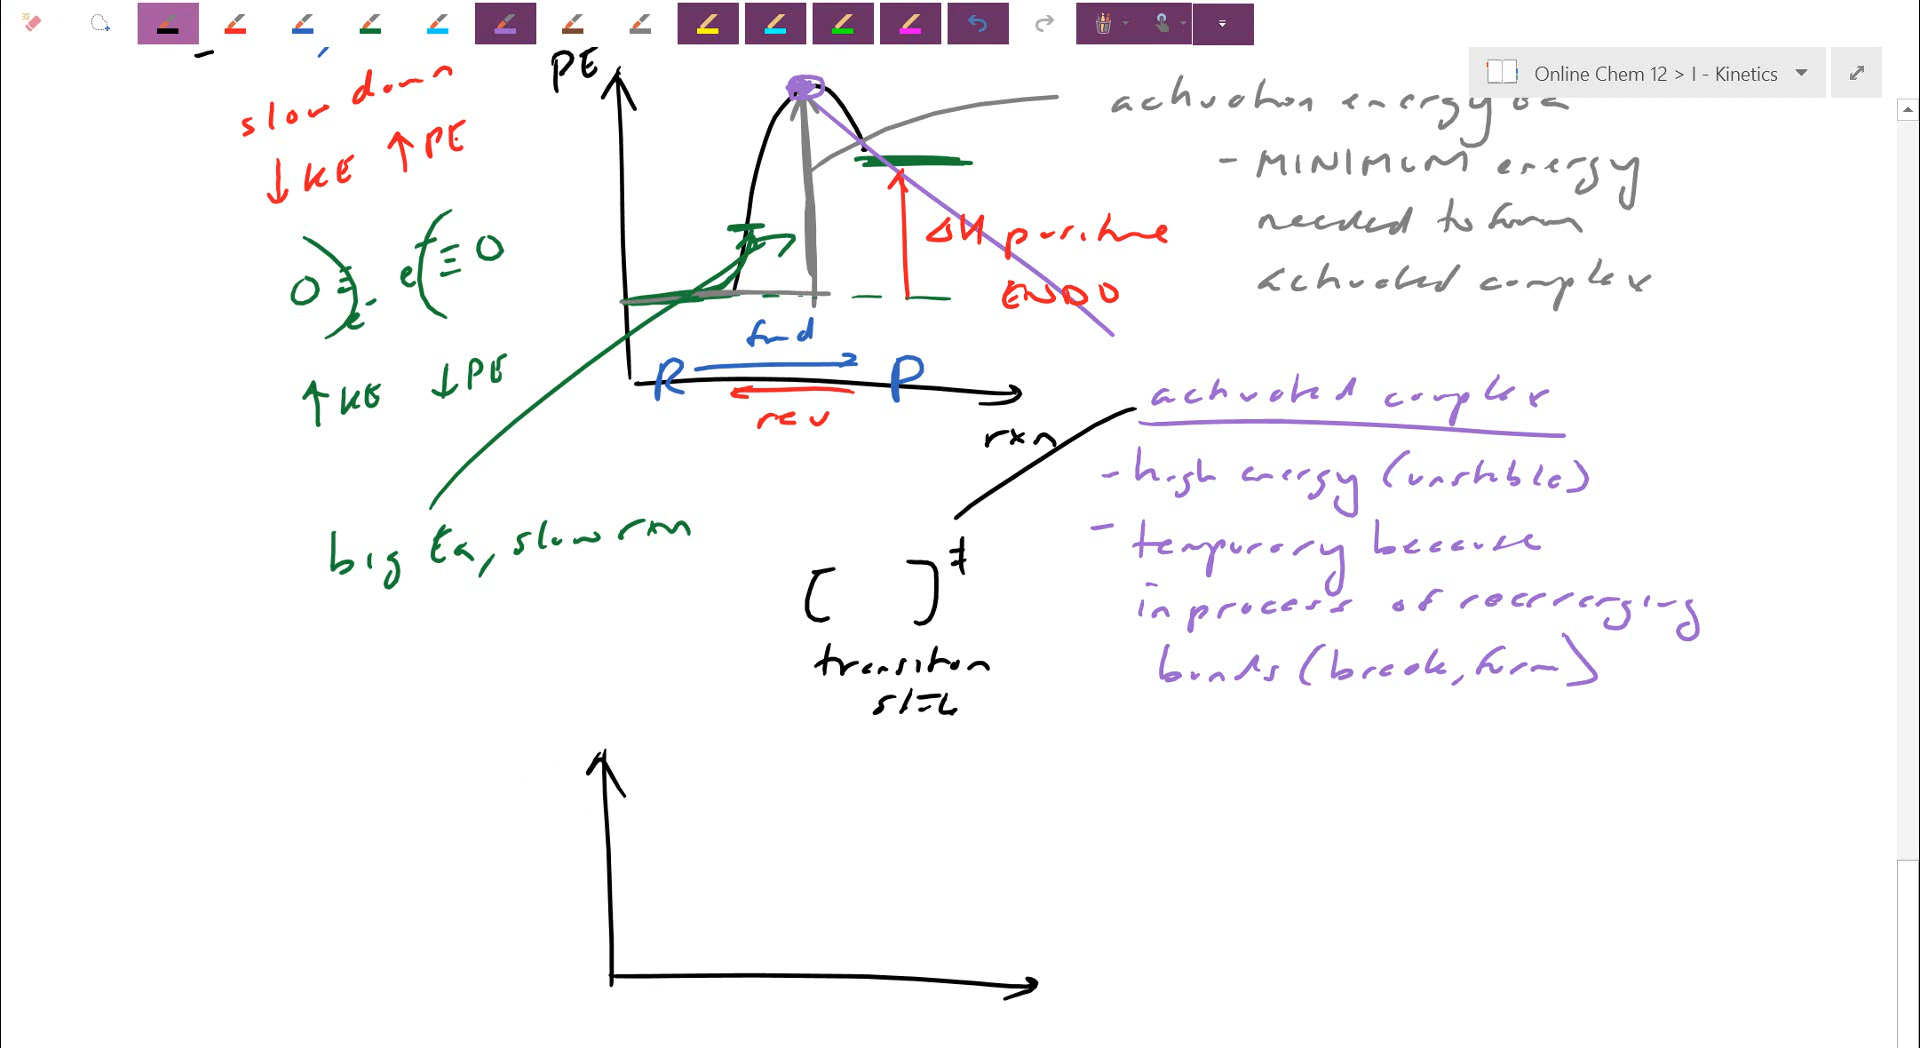 Online Chem 12 > I - Kinetics
PE
slow down
↓ KE ↑ PE
activation energy Ea
- MINIMUM energy
needed to form
activated complex
ΔH positive
ENDO
O e- e O
fwd
R P
rev
rxn
↑ KE ↓ PE
big Ea, slow rxn
activated complex
- high energy (unstable)
- temporary because
in process of rearranging
bonds (break, form)
[ ]‡
transition
state